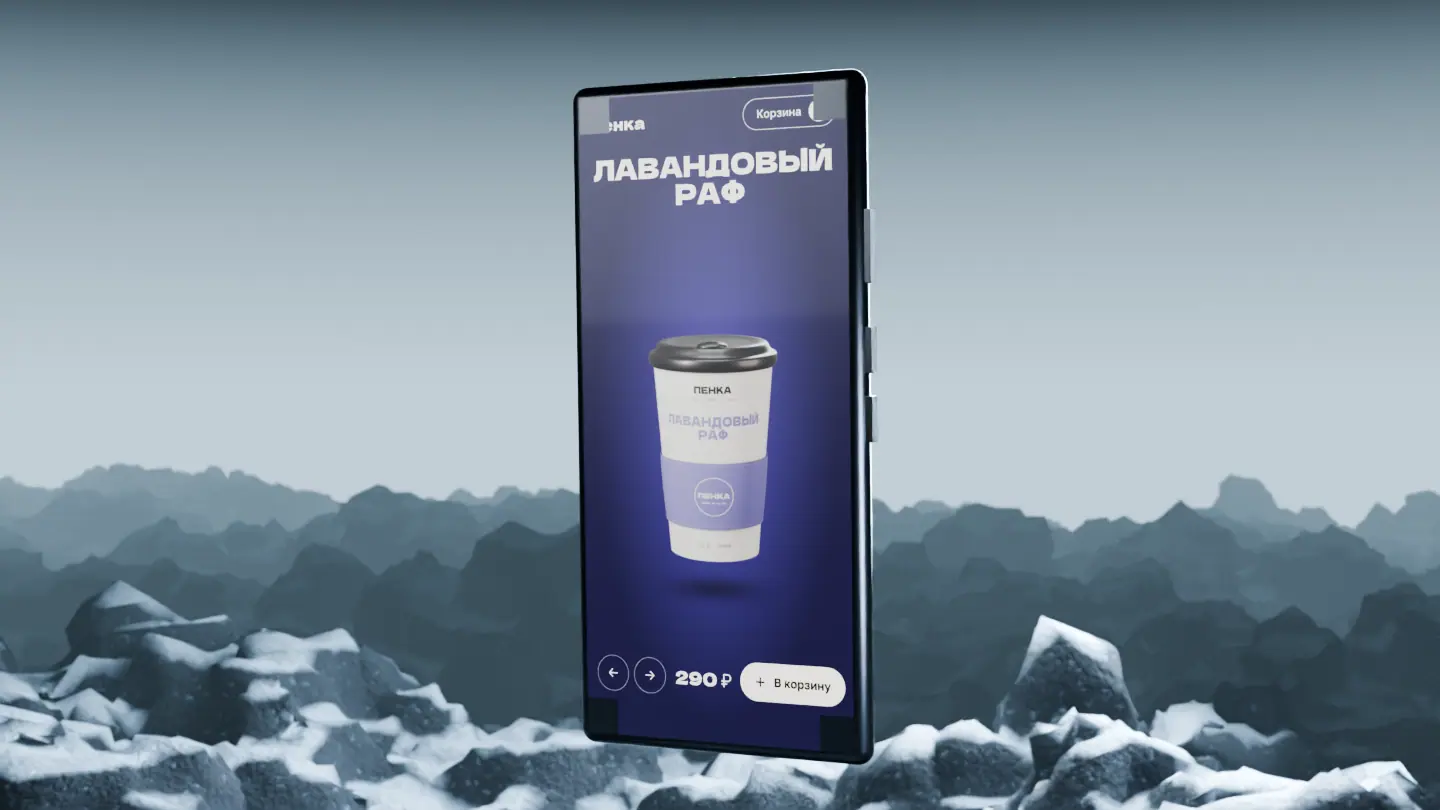 енка
Корзина
ЛАВАНДОВЫЙ
РАФ
ПЕНКА
ЛАВАНДОВЫЙ
РАФ
ПЕНКА
290 ₽
+ В корзину